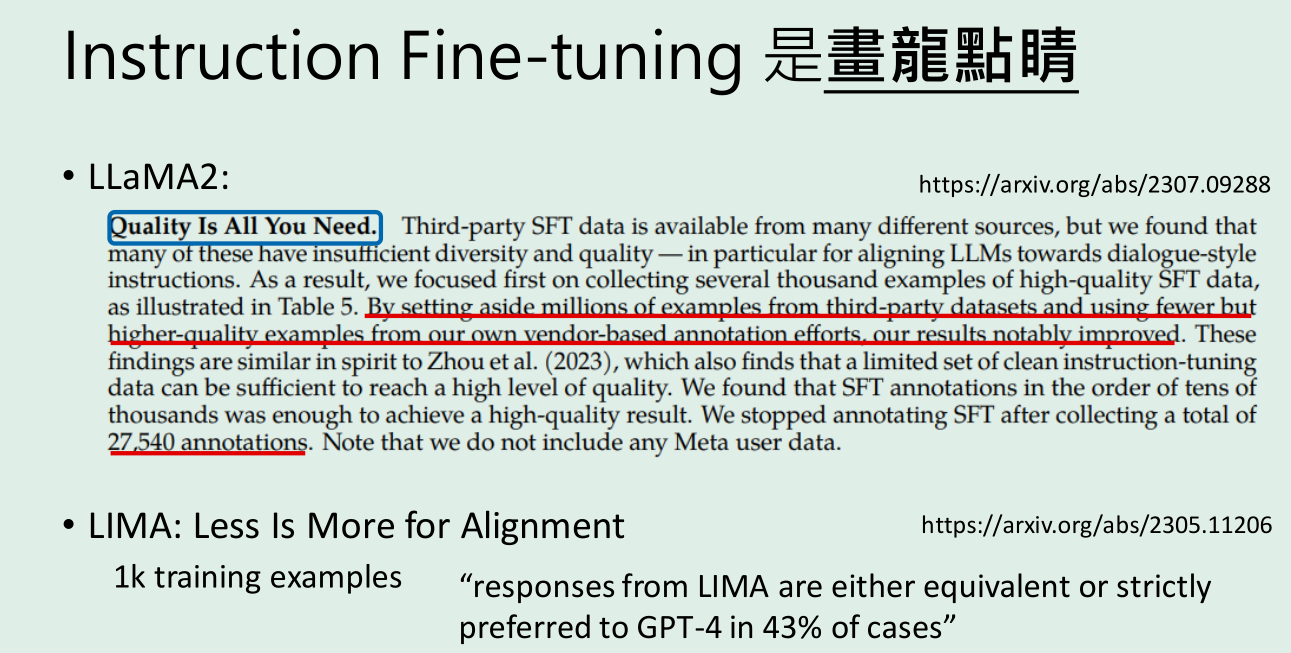 Instruction Fine-tuning 是畫龍點睛
• LLaMA2:
https://arxiv.org/abs/2307.09288
Quality Is All You Need. Third-party SFT data is available from many different sources, but we found that
many of these have insufficient diversity and quality — in particular for aligning LLMs towards dialogue-style
instructions. As a result, we focused first on collecting several thousand examples of high-quality SFT data,
as illustrated in Table 5. By setting aside millions of examples from third-party datasets and using fewer but
higher-quality examples from our own vendor-based annotation efforts, our results notably improved. These
findings are similar in spirit to Zhou et al. (2023), which also finds that a limited set of clean instruction-tuning
data can be sufficient to reach a high level of quality. We found that SFT annotations in the order of tens of
thousands was enough to achieve a high-quality result. We stopped annotating SFT after collecting a total of
27,540 annotations. Note that we do not include any Meta user data.
• LIMA: Less Is More for Alignment
https://arxiv.org/abs/2305.11206
1k training examples
“responses from LIMA are either equivalent or strictly
preferred to GPT-4 in 43% of cases”